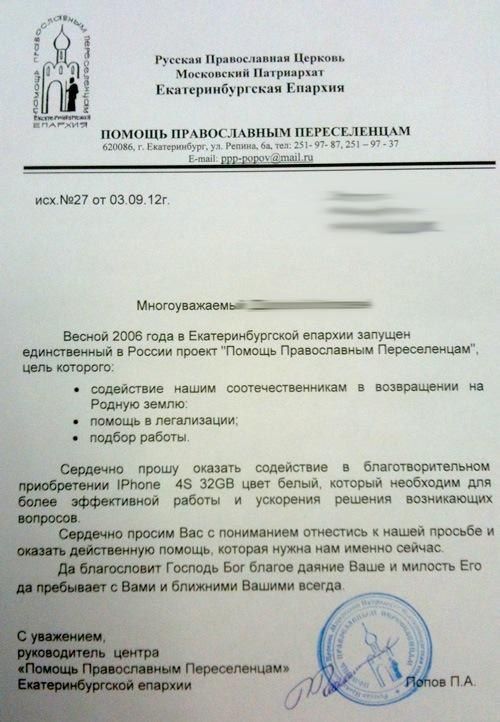 ПОМОЩЬ ПРАВОСЛАВНЫМ ПЕРЕСЕЛЕНЦАМ
ЕКАТЕРИНБУРГСКАЯ
ЕПАРХИЯ
Русская Православная Церковь
Московский Патриархат
Екатеринбургская Епархия
ПОМОЩЬ ПРАВОСЛАВНЫМ ПЕРЕСЕЛЕНЦАМ
620086, г. Екатеринбург, ул. Репина, 6а, тел: 251- 97- 87, 251 – 97 - 37
E-mail: ppp-popov@mail.ru
исх.№27 от 03.09.12г.
Многоуважаемы
Весной 2006 года в Екатеринбургской епархии запущен
единственный в России проект "Помощь Православным Переселенцам",
цель которого:
• содействие нашим соотечественникам в возвращении на
Родную землю:
• помощь в легализации;
• подбор работы.
Сердечно прошу оказать содействие в благотворительном
приобретении IPhone 4S 32GB цвет белый, который необходим для
более эффективной работы и ускорения решения возникающих
вопросов.
Сердечно просим Вас с пониманием отнестись к нашей просьбе и
оказать действенную помощь, которая нужна нам именно сейчас.
Да благословит Господь Бог благое даяние Ваше и милость Его
да пребывает с Вами и ближними Вашими всегда.
С уважением,
руководитель центра
«Помощь Православным Переселенцам»
Екатеринбургской епархии
Попов П.А.